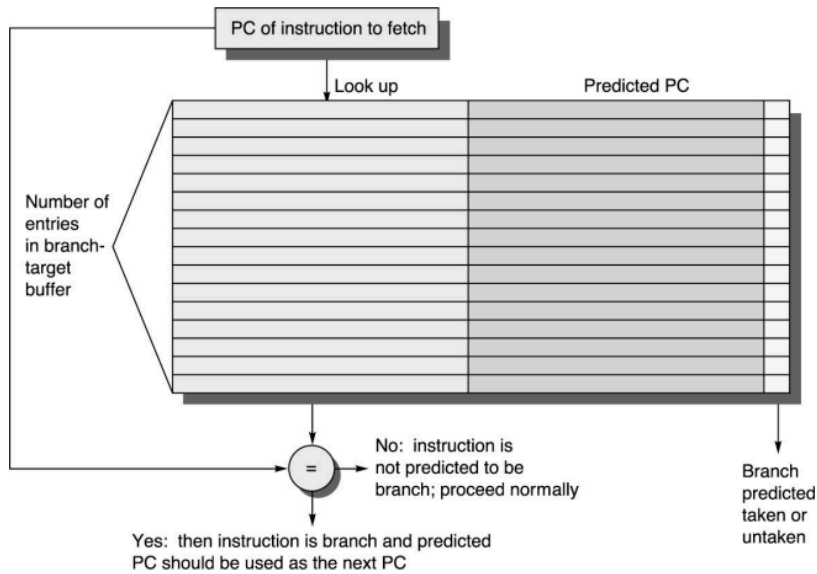 PC of instruction to fetch
Look up
Predicted PC
Number of
entries
in branch-
target
buffer
=
No: instruction is
not predicted to be
branch; proceed normally
Branch
predicted
taken or
untaken
Yes: then instruction is branch and predicted
PC should be used as the next PC